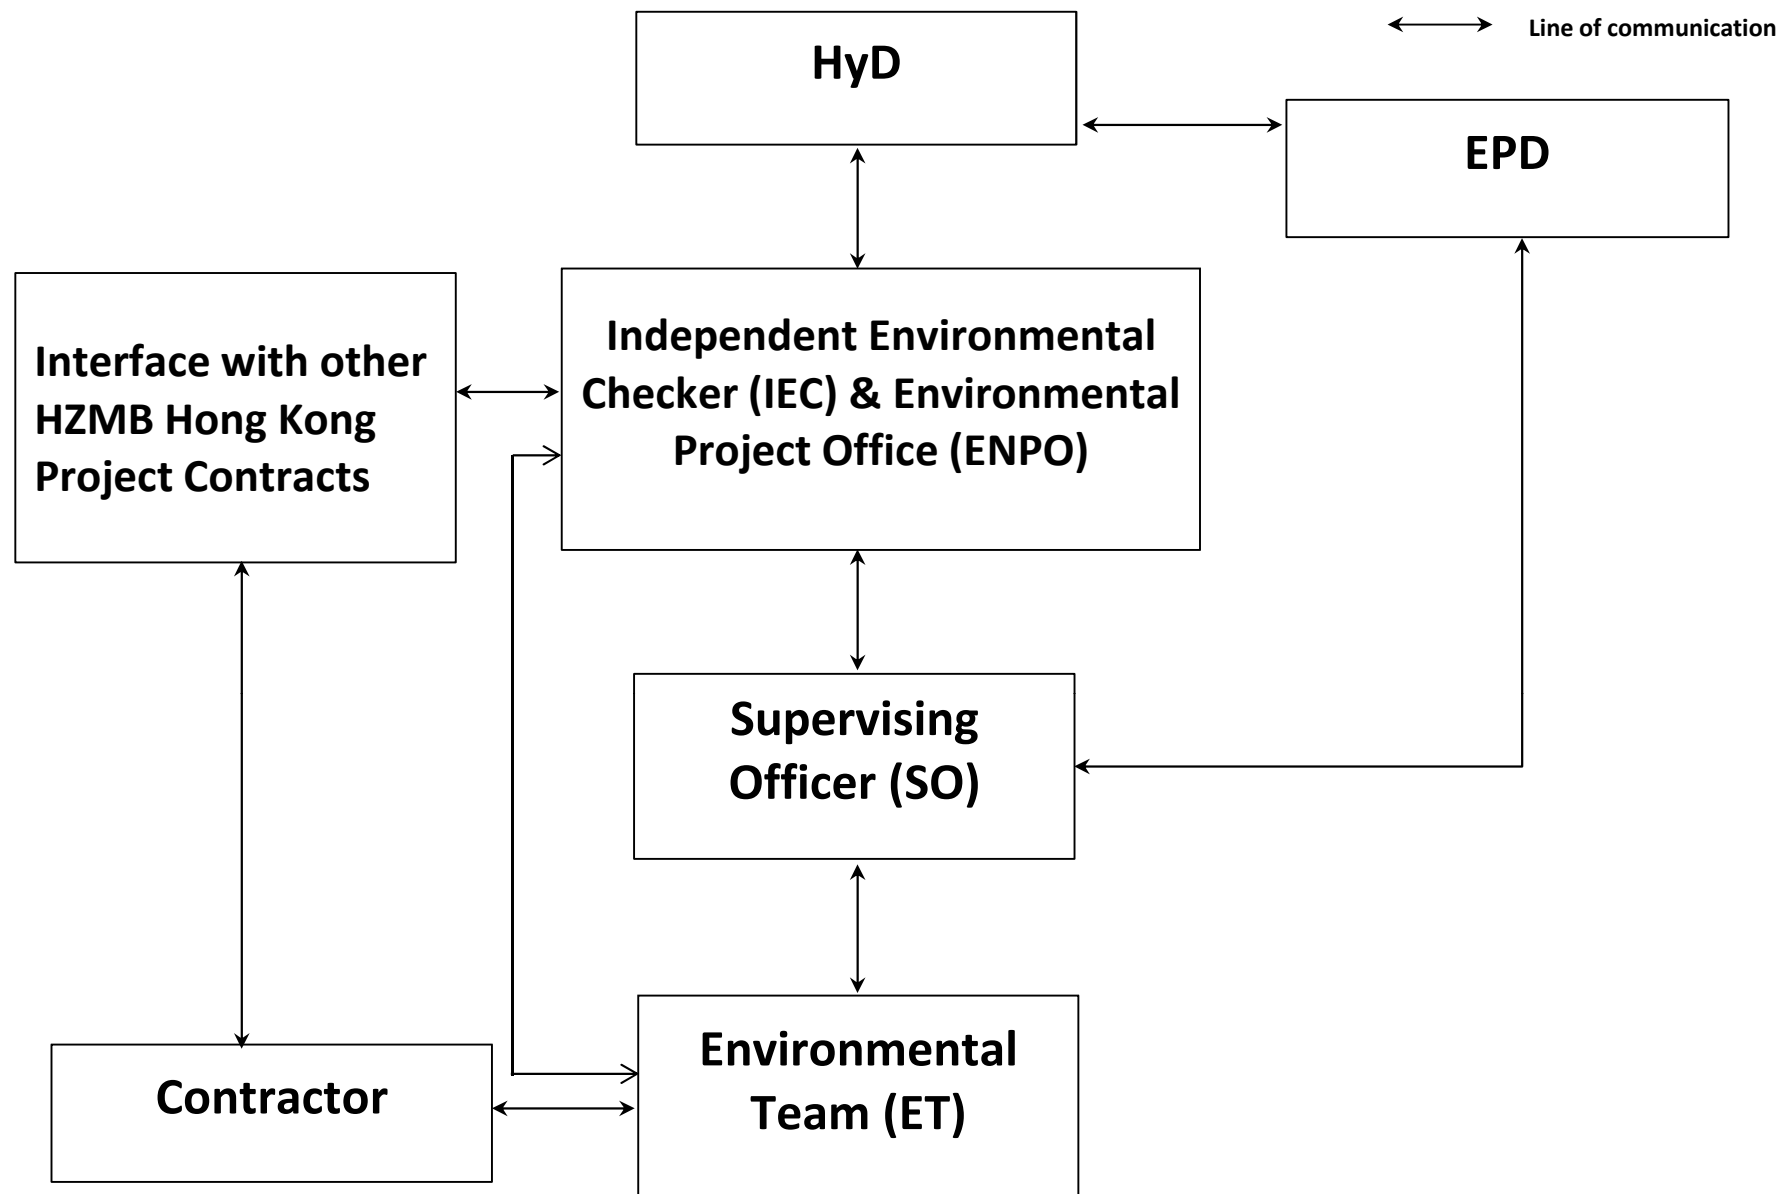 HyD
Line of communication
EPD
Interface with other
HZMB Hong Kong
Project Contracts
Independent Environmental
Checker (IEC) & Environmental
Project Office (ENPO)
Supervising
Officer (SO)
Contractor
Environmental
Team (ET)